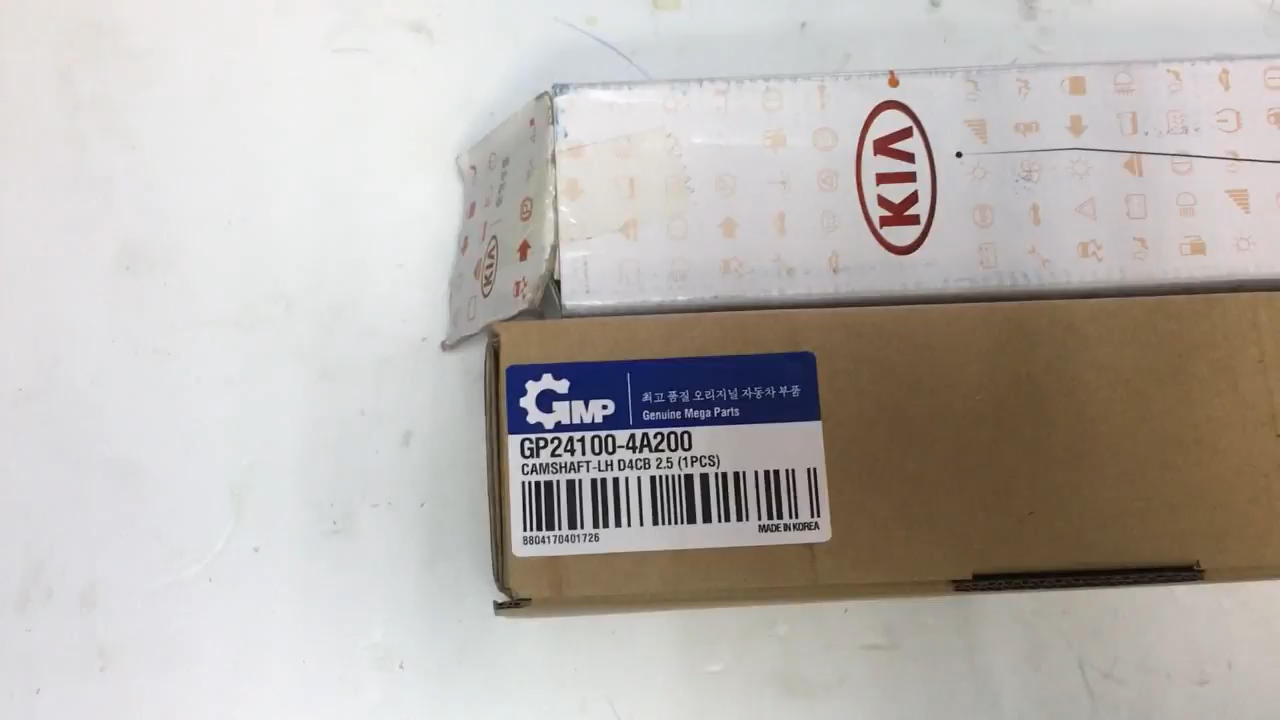 KIA
KIA
GMP
최고 품질 오리지널 자동차 부품
Genuine Mega Parts
GP24100-4A200
CAMSHAFT-LH D4CB 2.5 (1PCS)
8804170401726
MADE IN KOREA